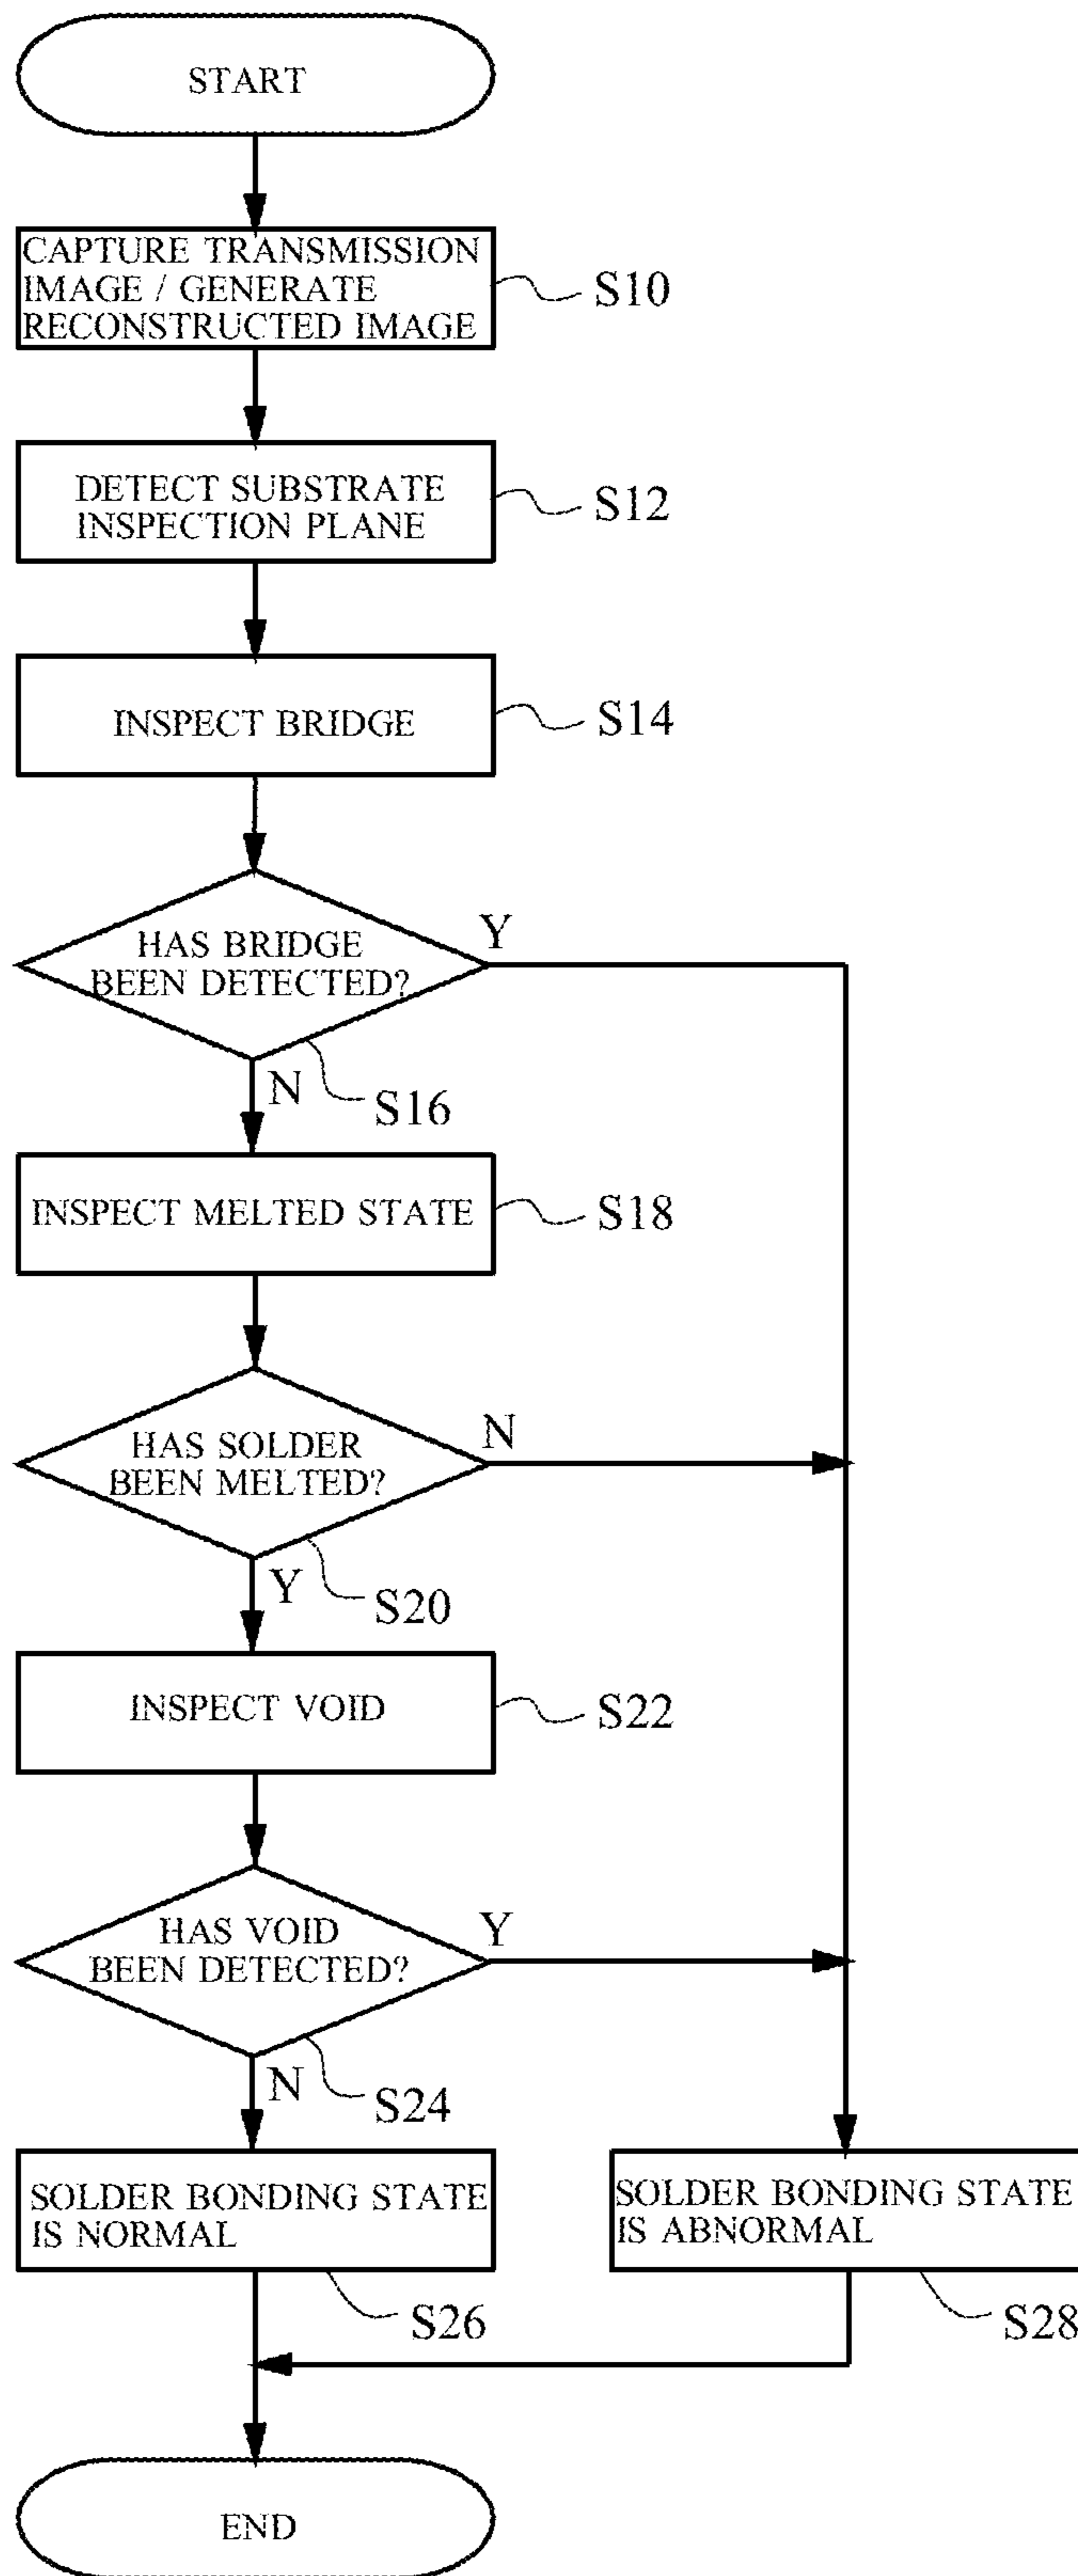 START
CAPTURE TRANSMISSION
IMAGE / GENERATE
RECONSTRUCTED IMAGE
S10
DETECT SUBSTRATE
INSPECTION PLANE
S12
INSPECT BRIDGE
S14
HAS BRIDGE
BEEN DETECTED?
Y
N
S16
INSPECT MELTED STATE
S18
HAS SOLDER
BEEN MELTED?
N
Y
S20
INSPECT VOID
S22
HAS VOID
BEEN DETECTED?
Y
N
S24
SOLDER BONDING STATE
IS NORMAL
S26
SOLDER BONDING STATE
IS ABNORMAL
S28
END